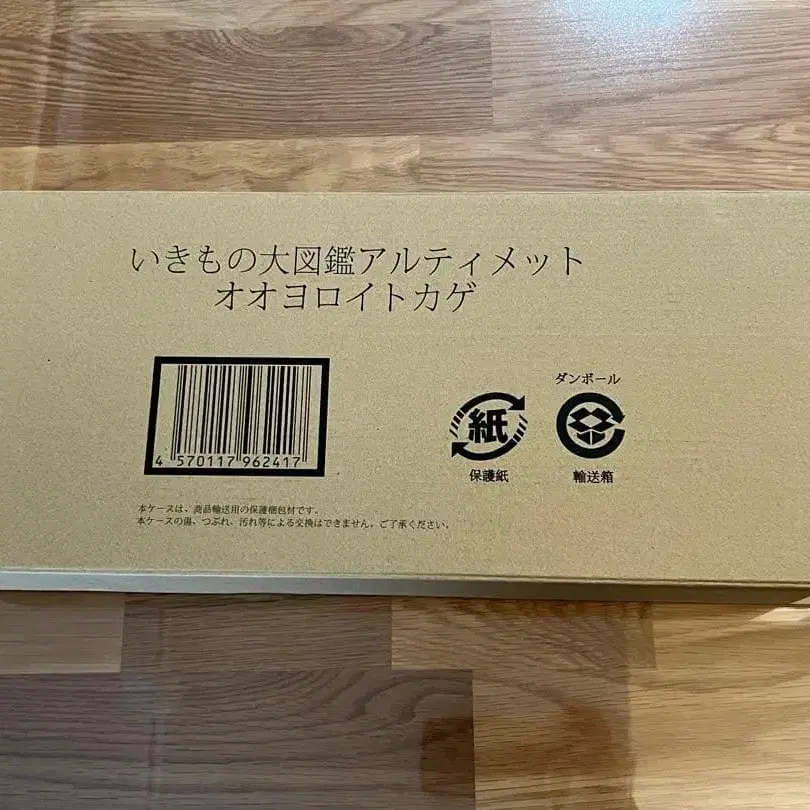 いきもの大図鑑アルティメット
オオヨロイトカゲ
4 570117 962417
紙
保護紙
ダンボール
輸送箱
本ケースは、商品輸送用の保護梱包材です。
本ケースの傷、つぶれ、汚れ等による交換はできません。ご了承ください。